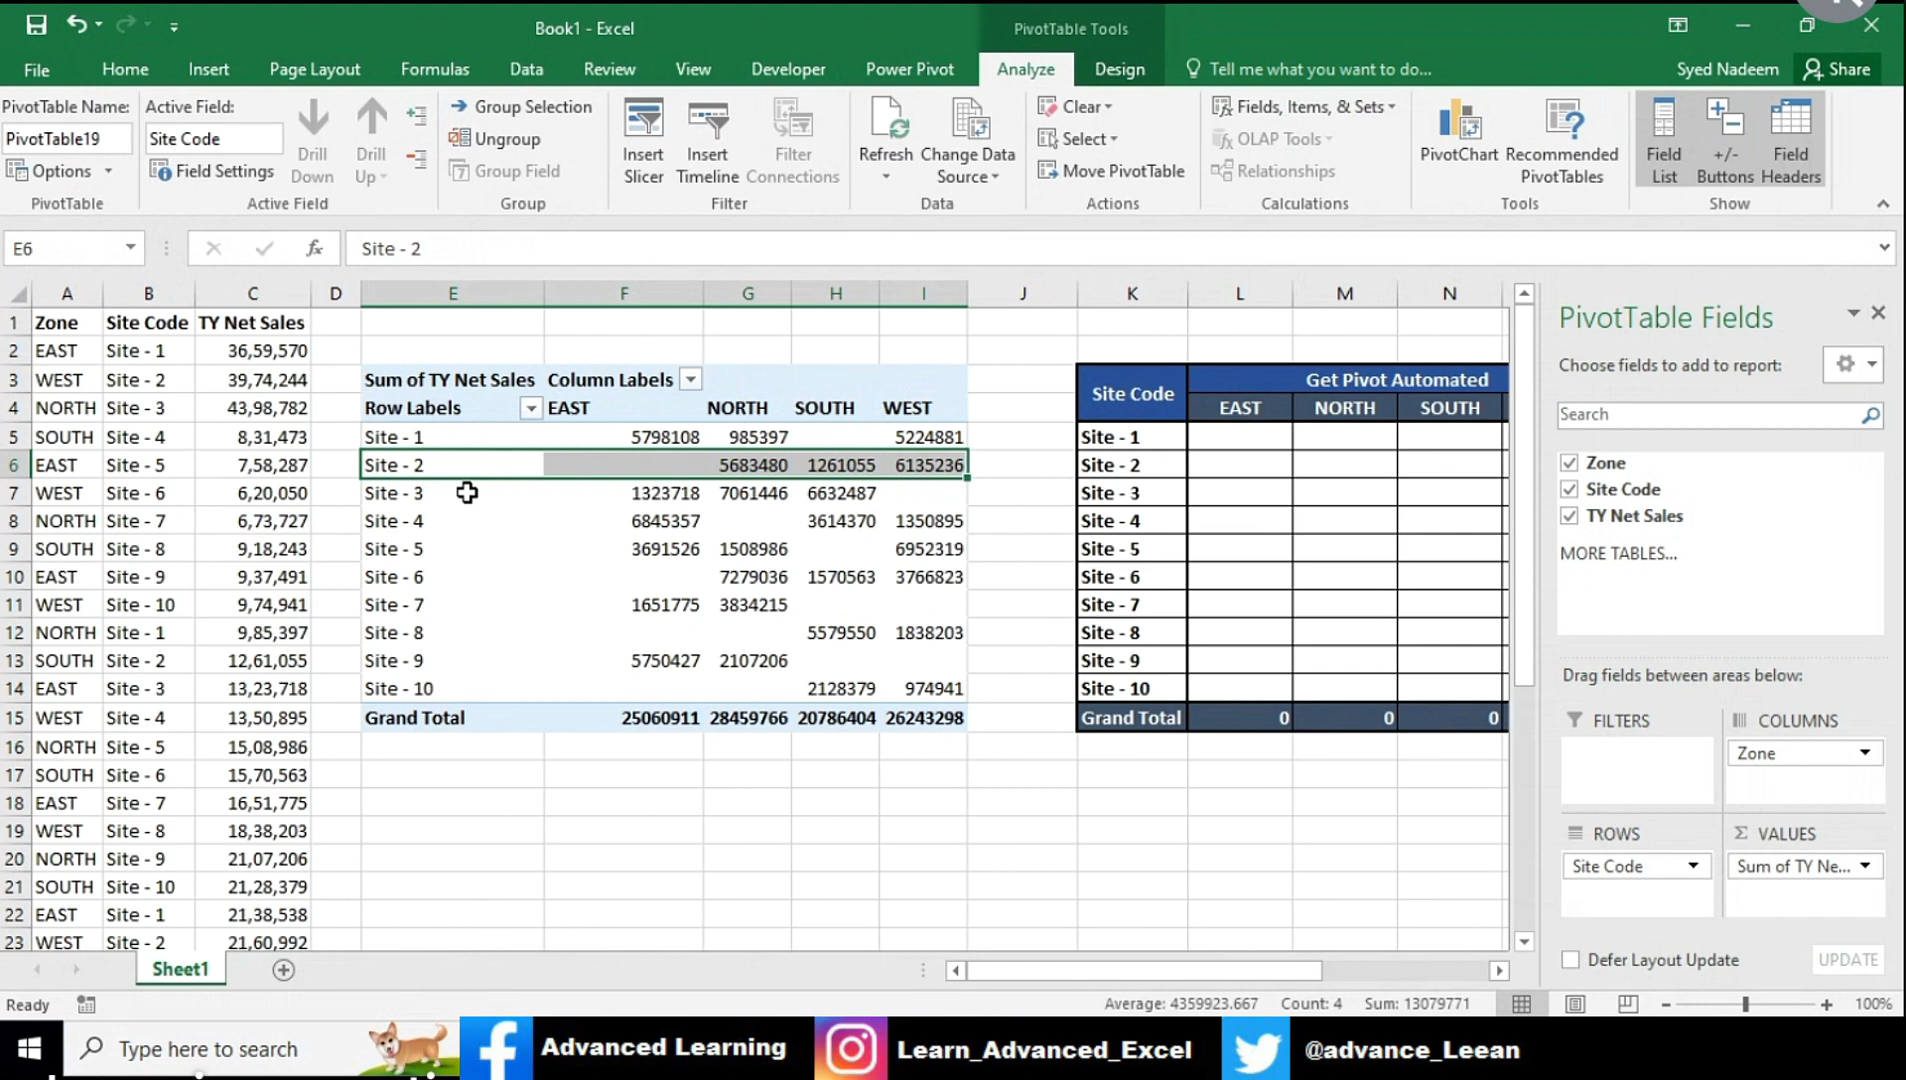 Book1 - Excel
PivotTable Tools
File Home Insert Page Layout Formulas Data Review View Developer Power Pivot Analyze Design Tell me what you want to do... Syed Nadeem Share
PivotTable Name:
PivotTable19
Options
PivotTable
Active Field:
Site Code
Field Settings
Drill Down
Drill Up
Active Field
Group Selection
Ungroup
Group Field
Group
Insert Slicer
Insert Timeline
Filter Connections
Filter
Refresh
Change Data Source
Data
Clear
Select
Move PivotTable
Actions
Fields, Items, & Sets
OLAP Tools
Relationships
Calculations
PivotChart
Recommended PivotTables
Tools
Field List
+/- Buttons
Field Headers
Show
E6 fx Site - 2
A B C D E F G H I J K L M N
1 Zone Site Code TY Net Sales
2 EAST Site - 1 36,59,570
3 WEST Site - 2 39,74,244 Sum of TY Net Sales Column Labels Site Code Get Pivot Automated
4 NORTH Site - 3 43,98,782 Row Labels EAST NORTH SOUTH WEST EAST NORTH SOUTH
5 SOUTH Site - 4 8,31,473 Site - 1 5798108 985397 5224881 Site - 1
6 EAST Site - 5 7,58,287 Site - 2 5683480 1261055 6135236 Site - 2
7 WEST Site - 6 6,20,050 Site - 3 1323718 7061446 6632487 Site - 3
8 NORTH Site - 7 6,73,727 Site - 4 6845357 3614370 1350895 Site - 4
9 SOUTH Site - 8 9,18,243 Site - 5 3691526 1508986 6952319 Site - 5
10 EAST Site - 9 9,37,491 Site - 6 7279036 1570563 3766823 Site - 6
11 WEST Site - 10 9,74,941 Site - 7 1651775 3834215 Site - 7
12 NORTH Site - 1 9,85,397 Site - 8 5579550 1838203 Site - 8
13 SOUTH Site - 2 12,61,055 Site - 9 5750427 2107206 Site - 9
14 EAST Site - 3 13,23,718 Site - 10 2128379 974941 Site - 10
15 WEST Site - 4 13,50,895 Grand Total 25060911 28459766 20786404 26243298 Grand Total 0 0 0
16 NORTH Site - 5 15,08,986
17 SOUTH Site - 6 15,70,563
18 EAST Site - 7 16,51,775
19 WEST Site - 8 18,38,203
20 NORTH Site - 9 21,07,206
21 SOUTH Site - 10 21,28,379
22 EAST Site - 1 21,38,538
23 WEST Site - 2 21,60,992
PivotTable Fields
Choose fields to add to report:
Search
Zone
Site Code
TY Net Sales
MORE TABLES...
Drag fields between areas below:
FILTERS
COLUMNS
Zone
ROWS
Site Code
VALUES
Sum of TY Ne...
Defer Layout Update UPDATE
Sheet1
Ready Average: 4359923.667 Count: 4 Sum: 13079771 100%
Type here to search Advanced Learning Learn_Advanced_Excel @advance_Leean